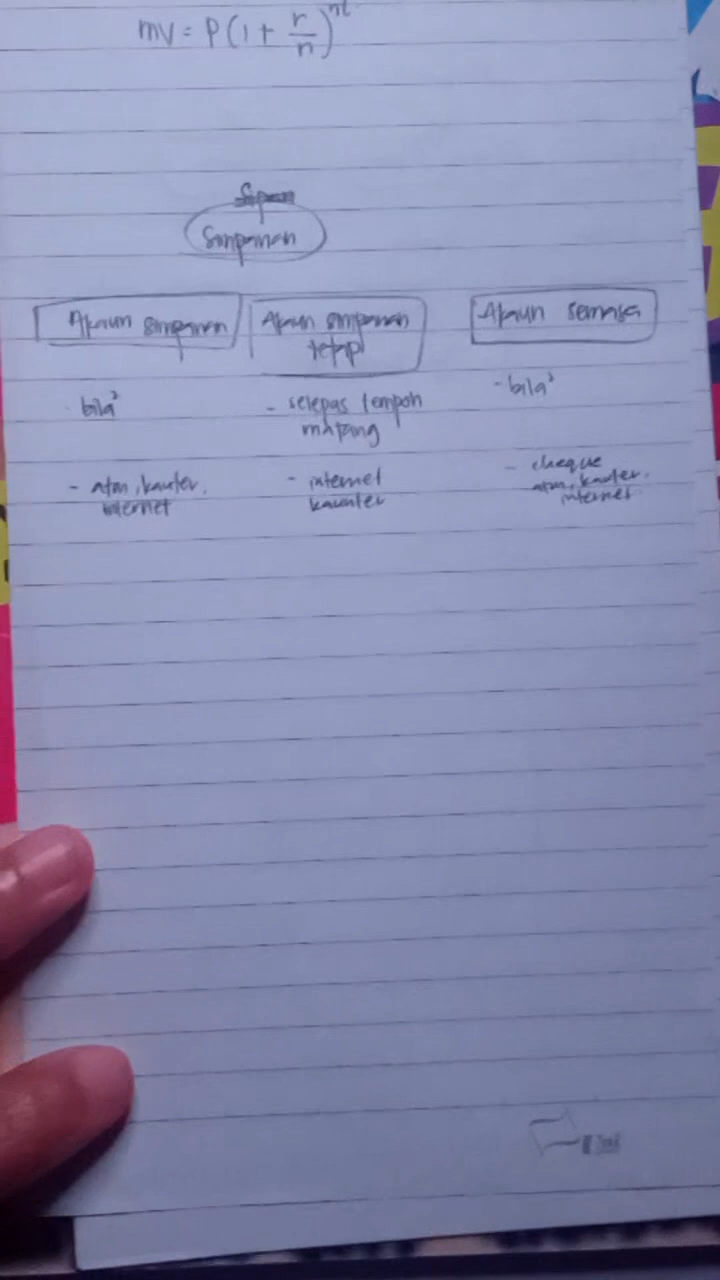 mv = P(1 + r/n)^nt
Simpanan
Akaun simpanan
Akaun simpanan
tetap
Akaun semasa
- bila²
- selepas tempoh
matang
- bila²
- atm, kaunter,
internet
- internet
kaunter
- cheque
atm, kaunter,
internet